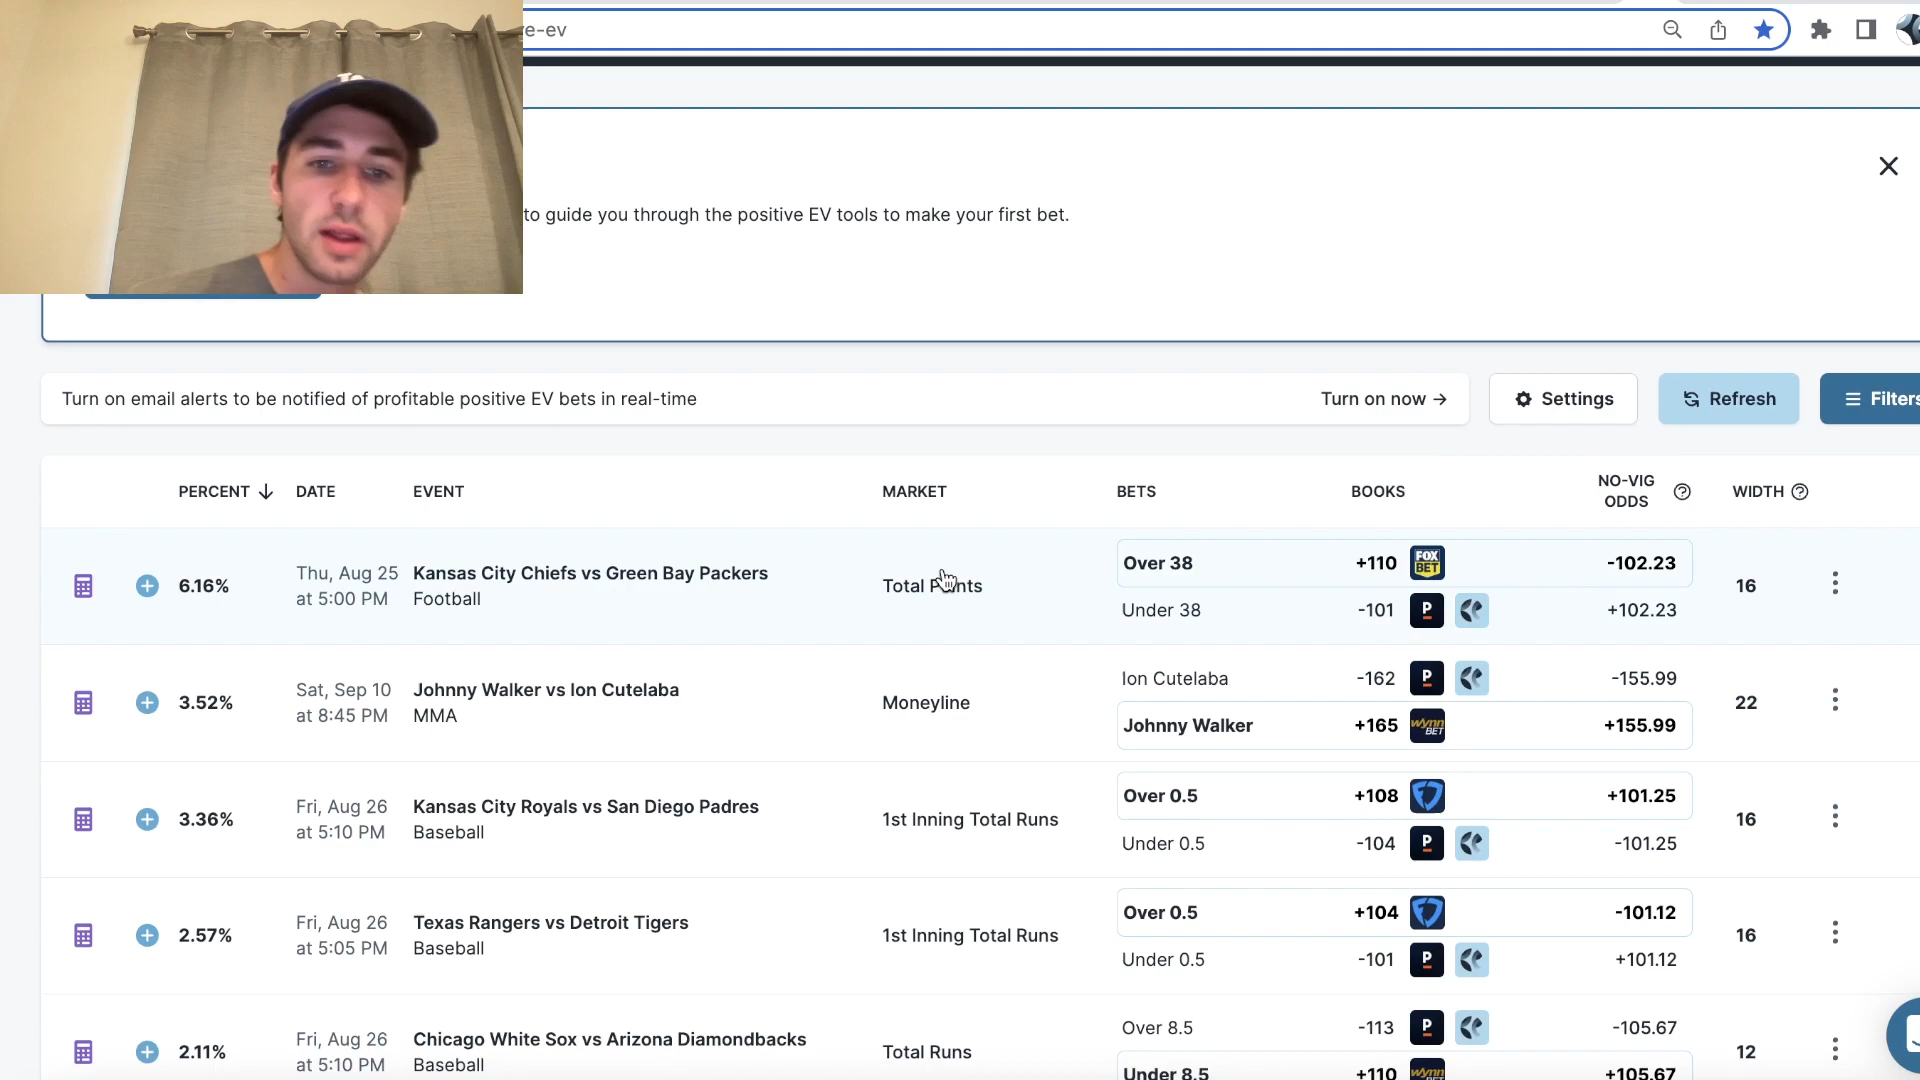 e-ev
to guide you through the positive EV tools to make your first bet.
Turn on email alerts to be notified of profitable positive EV bets in real-time
Turn on now →
Settings
Refresh
Filters
PERCENT ↓ DATE EVENT MARKET BETS BOOKS NO-VIG ODDS WIDTH
6.16%
Thu, Aug 25
at 5:00 PM
Kansas City Chiefs vs Green Bay Packers
Football
Total Points
Over 38 +110 FOX BET -102.23
Under 38 -101 P +102.23
16
3.52%
Sat, Sep 10
at 8:45 PM
Johnny Walker vs Ion Cutelaba
MMA
Moneyline
Ion Cutelaba -162 P -155.99
Johnny Walker +165 WYNN BET +155.99
22
3.36%
Fri, Aug 26
at 5:10 PM
Kansas City Royals vs San Diego Padres
Baseball
1st Inning Total Runs
Over 0.5 +108 +101.25
Under 0.5 -104 P -101.25
16
2.57%
Fri, Aug 26
at 5:05 PM
Texas Rangers vs Detroit Tigers
Baseball
1st Inning Total Runs
Over 0.5 +104 -101.12
Under 0.5 -101 P +101.12
16
2.11%
Fri, Aug 26
at 5:10 PM
Chicago White Sox vs Arizona Diamondbacks
Baseball
Total Runs
Over 8.5 -113 P -105.67
Under 8.5 +110 WYNN +105.67
12